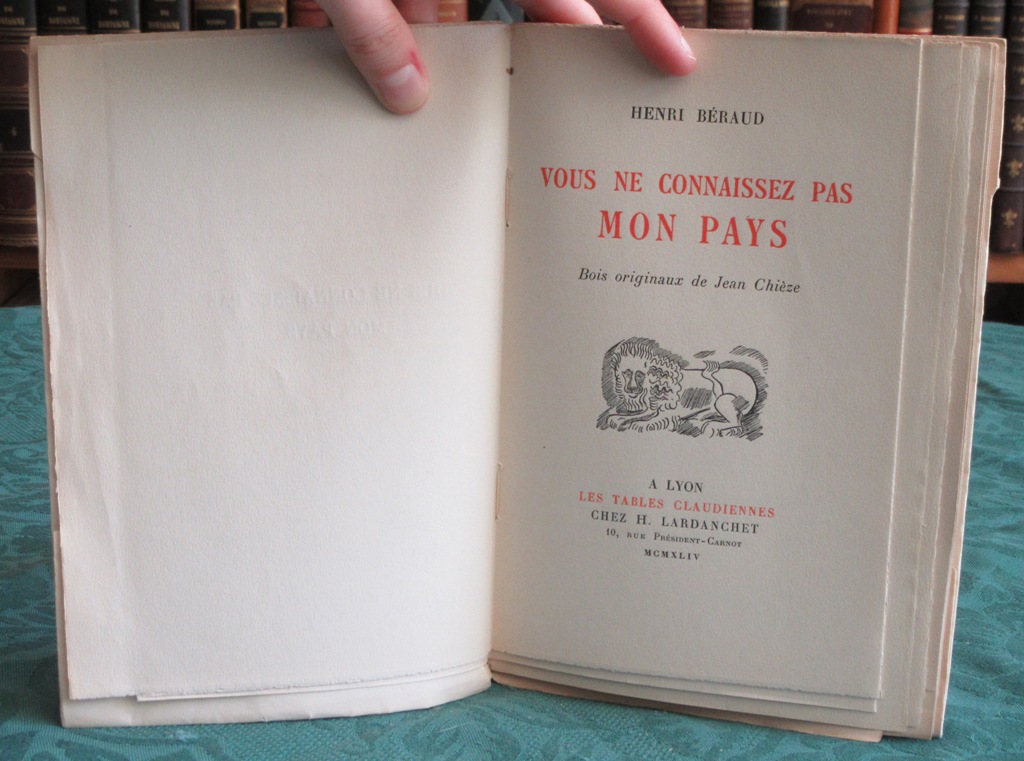 HENRI BÉRAUD
VOUS NE CONNAISSEZ PAS
MON PAYS
Bois originaux de Jean Chièze
A LYON
LES TABLES CLAUDIENNES
CHEZ H. LARDANCHET
10, RUE PRÉSIDENT-CARNOT
MCMXLIV